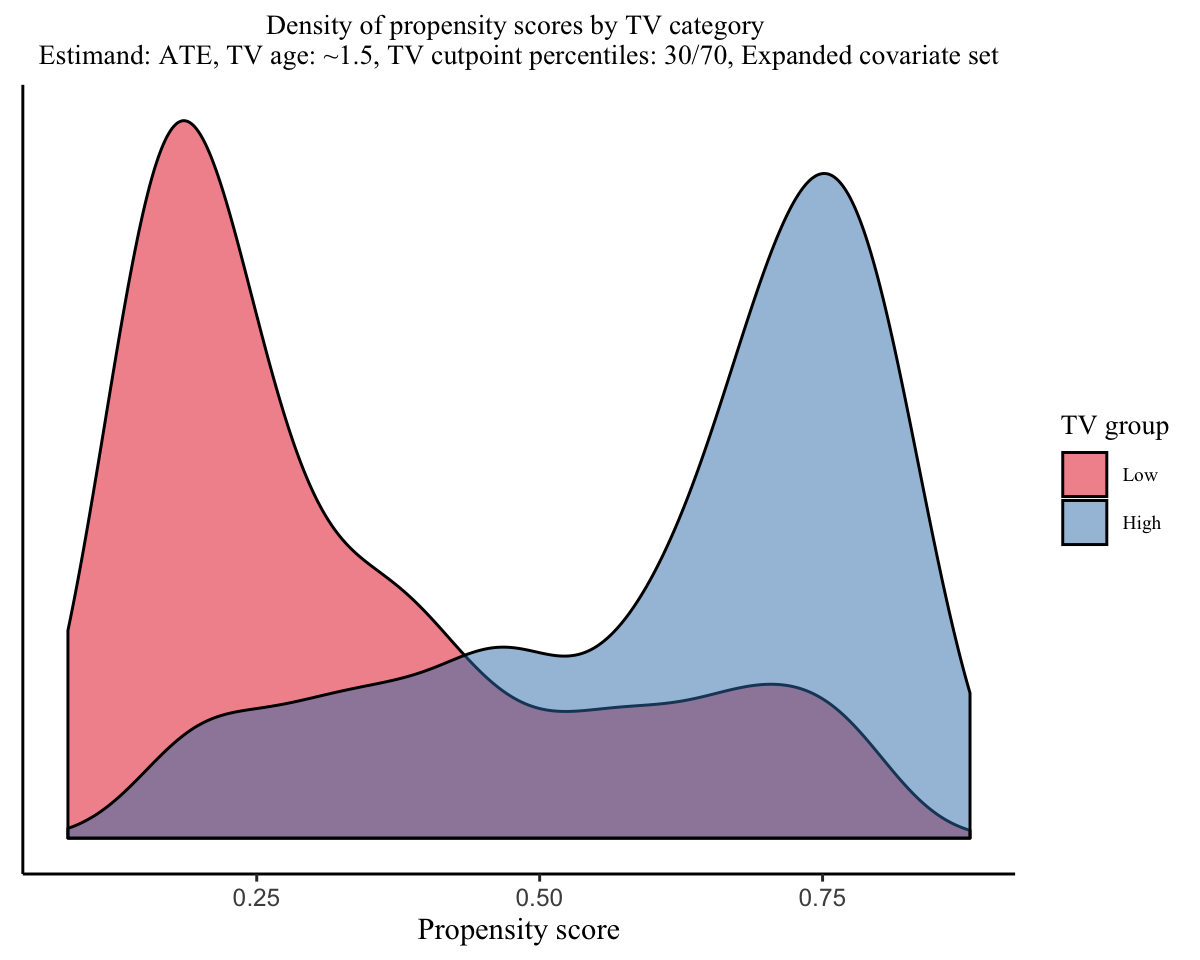 Density of propensity scores by TV category
Estimand: ATE, TV age: ~1.5, TV cutpoint percentiles: 30/70, Expanded covariate set
TV group
Low
High
0.25
0.50
0.75
Propensity score